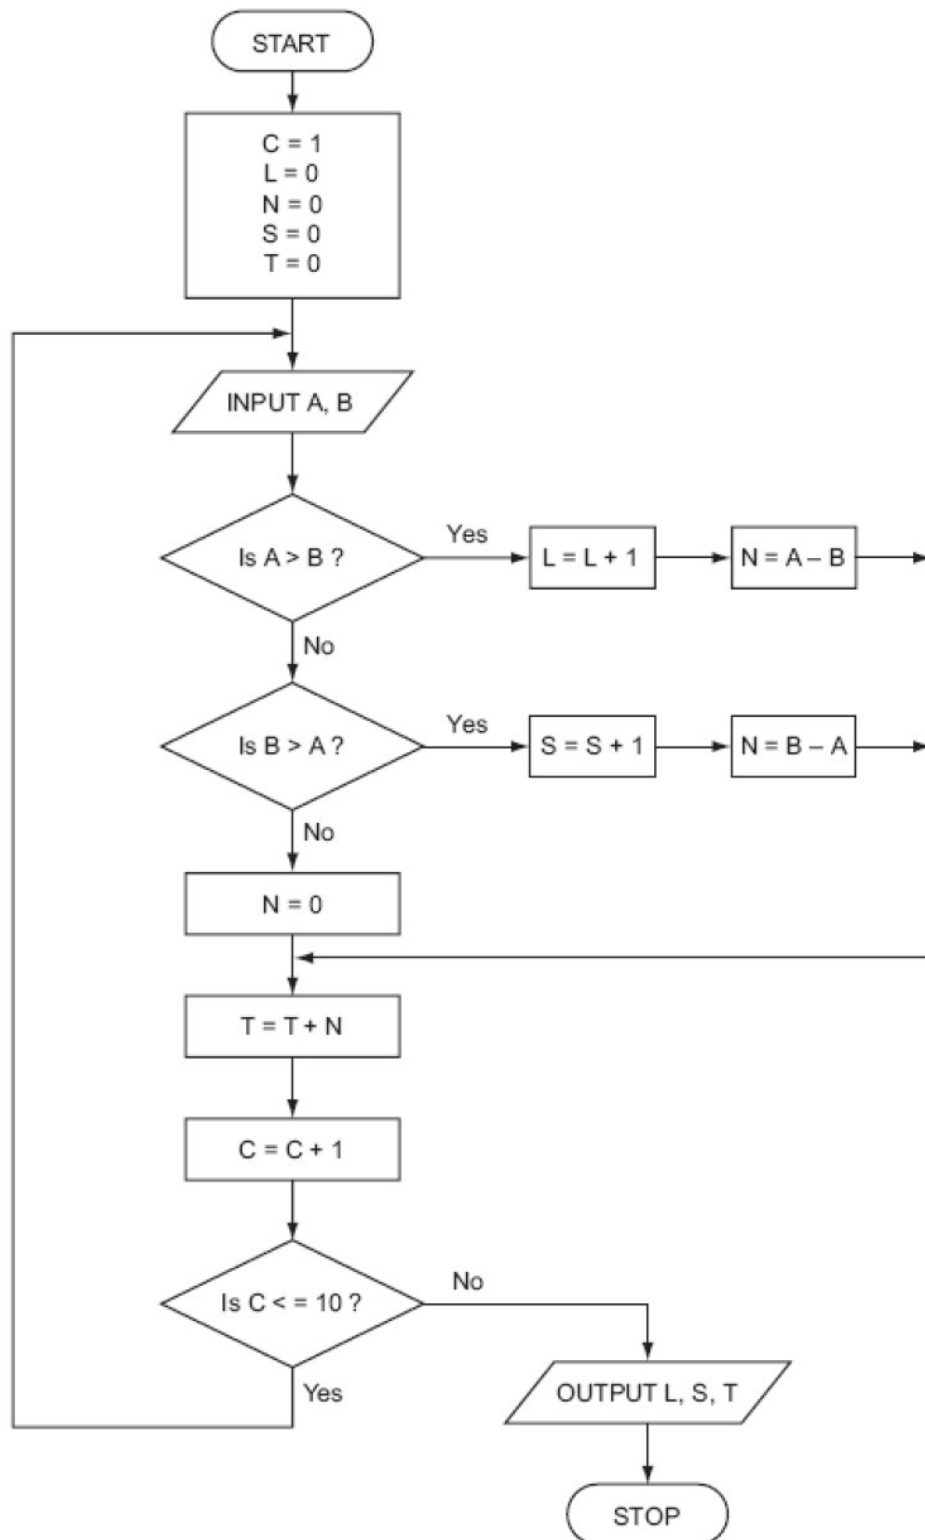 START
C = 1
L = 0
N = 0
S = 0
T = 0
INPUT A, B
Is A > B ?
Yes
L = L + 1
N = A – B
No
Is B > A ?
Yes
S = S + 1
N = B – A
No
N = 0
T = T + N
C = C + 1
Is C < = 10 ?
No
Yes
OUTPUT L, S, T
STOP